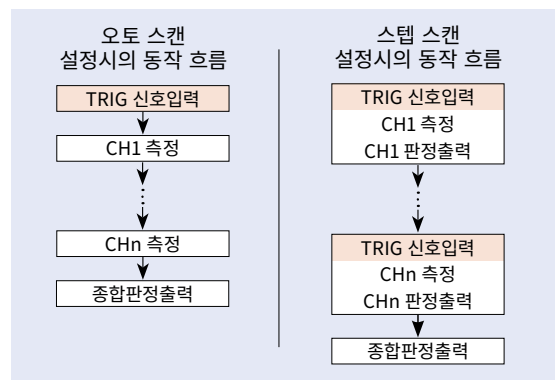 오토 스캔
설정시의 동작 흐름
TRIG 신호입력
CH1 측정
CHn 측정
종합판정출력
스텝 스캔
설정시의 동작 흐름
TRIG 신호입력
CH1 측정
CH1 판정출력
TRIG 신호입력
CHn 측정
CHn 판정출력
종합판정출력